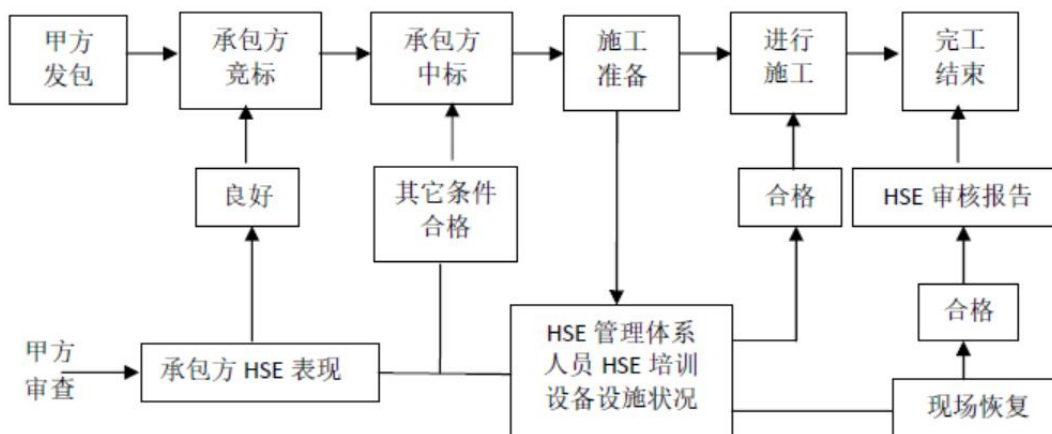 甲方
发包
承包方
竞标
承包方
中标
施工
准备
进行
施工
完工
结束
良好
其它条件
合格
合格
HSE 审核报告
合格
甲方
审查
承包方 HSE 表现
HSE 管理体系
人员 HSE 培训
设备设施状况
现场恢复